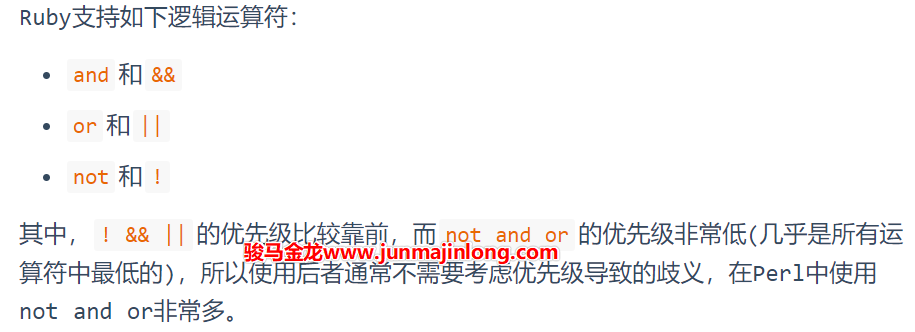 Ruby支持如下逻辑运算符：
• and 和 &&
• or 和 ||
• not 和 !
其中，! && || 的优先级比较靠前，而 not and or 的优先级非常低(几乎是所有运
骏马金龙www.junmajinlong.com
算符中最低的)，所以使用后者通常不需要考虑优先级导致的歧义，在Perl中使用
not and or非常多。